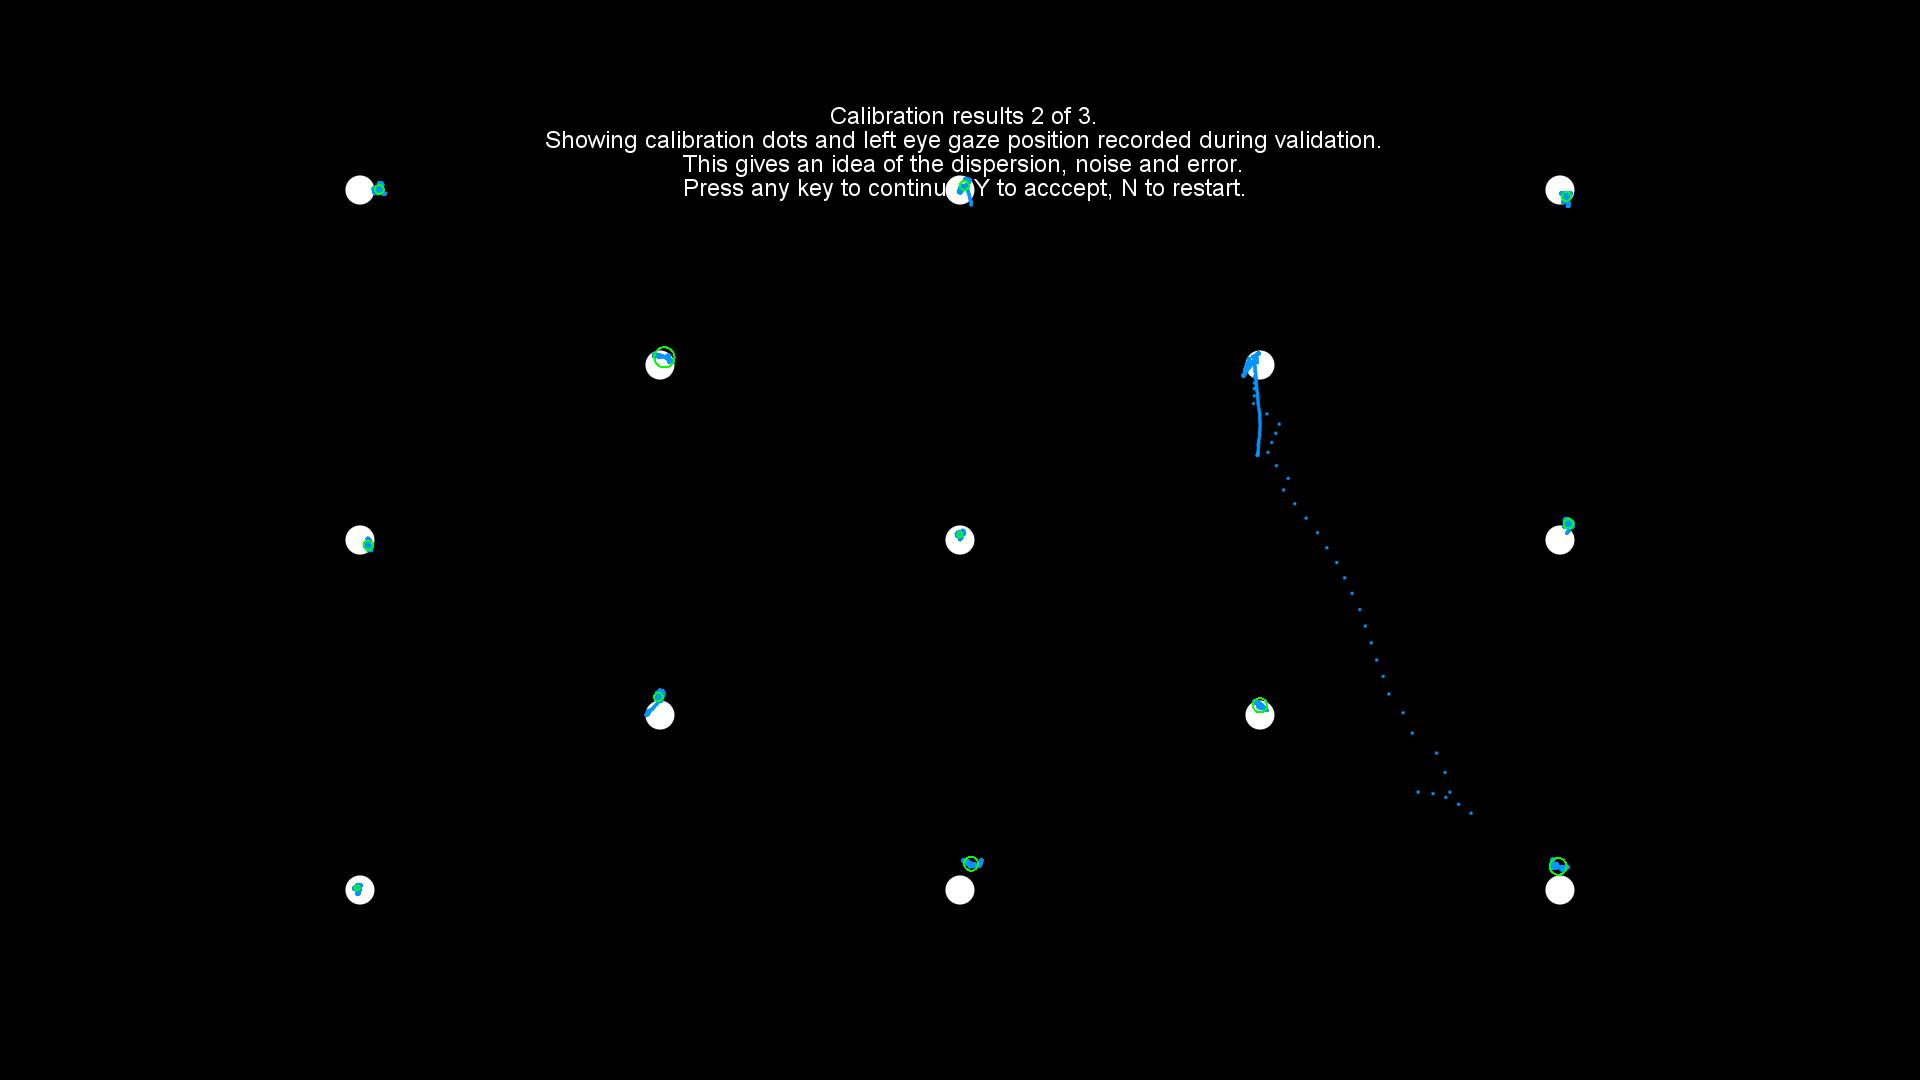 Calibration results 2 of 3.
Showing calibration dots and left eye gaze position recorded during validation.
This gives an idea of the dispersion, noise and error.
Press any key to continu Y to acccept, N to restart.